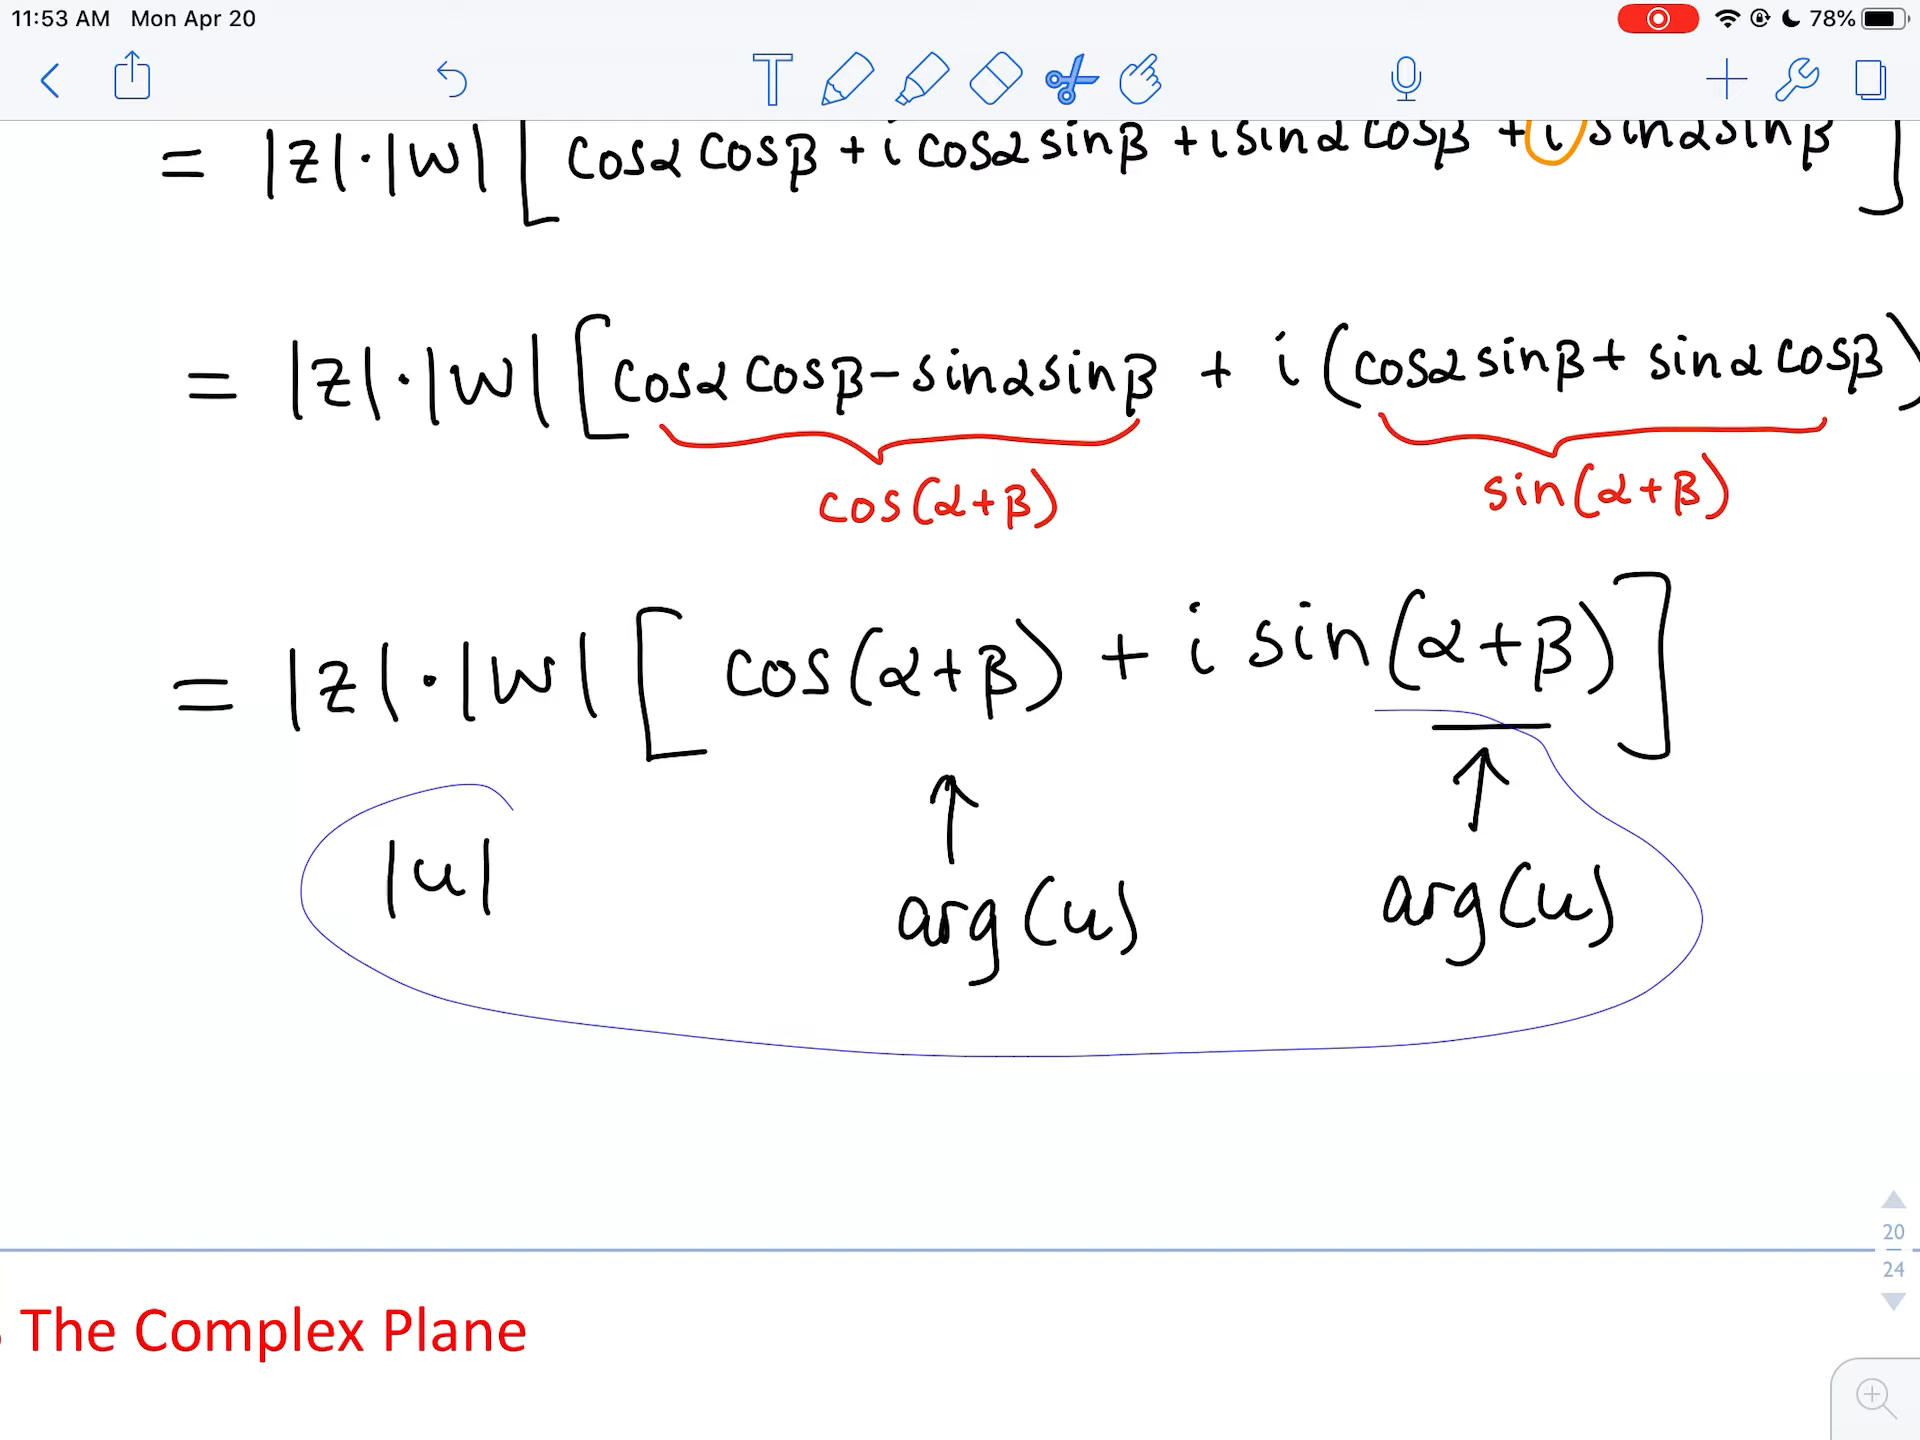 11:53 AM Mon Apr 20 78%
= |z|·|w| [ cosα cosβ + i cosα sinβ + i sinα cosβ + i sinα sinβ ]
= |z|·|w| [ cosα cosβ - sinα sinβ + i ( cosα sinβ + sinα cosβ )
cos(α+β) sin(α+β)
= |z|·|w| [ cos(α+β) + i sin(α+β) ]
|u| arg(u) arg(u)
20
24
The Complex Plane